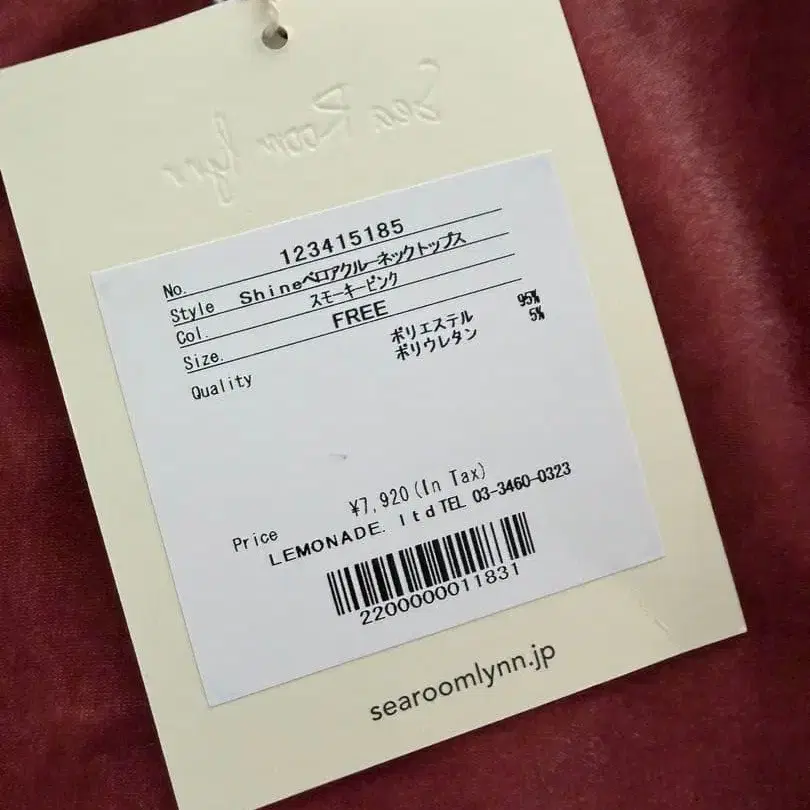 Sea Room lynn
No. 123415185
Style Shineベロアクルーネックトップス
Col. スモーキーピンク
Size. FREE
Quality ポリエステル 95%
ポリウレタン 5%
Price ¥7,920(In Tax)
LEMONADE. ltd TEL 03-3460-0323
2200000011831
searoomlynn.jp